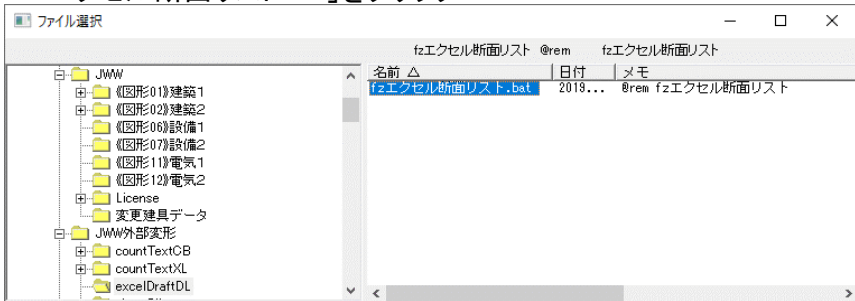 ファイル選択
fzエクセル断面リスト @rem fzエクセル断面リスト
JWW
《図形01》建築1
《図形02》建築2
《図形06》設備1
《図形07》設備2
《図形11》電気1
《図形12》電気2
License
変更建具データ
JWW外部変形
countTextCB
countTextXL
excelDraftDL
名前 △ 日付 メモ
fzエクセル断面リスト.bat 2019... @rem fzエクセル断面リスト